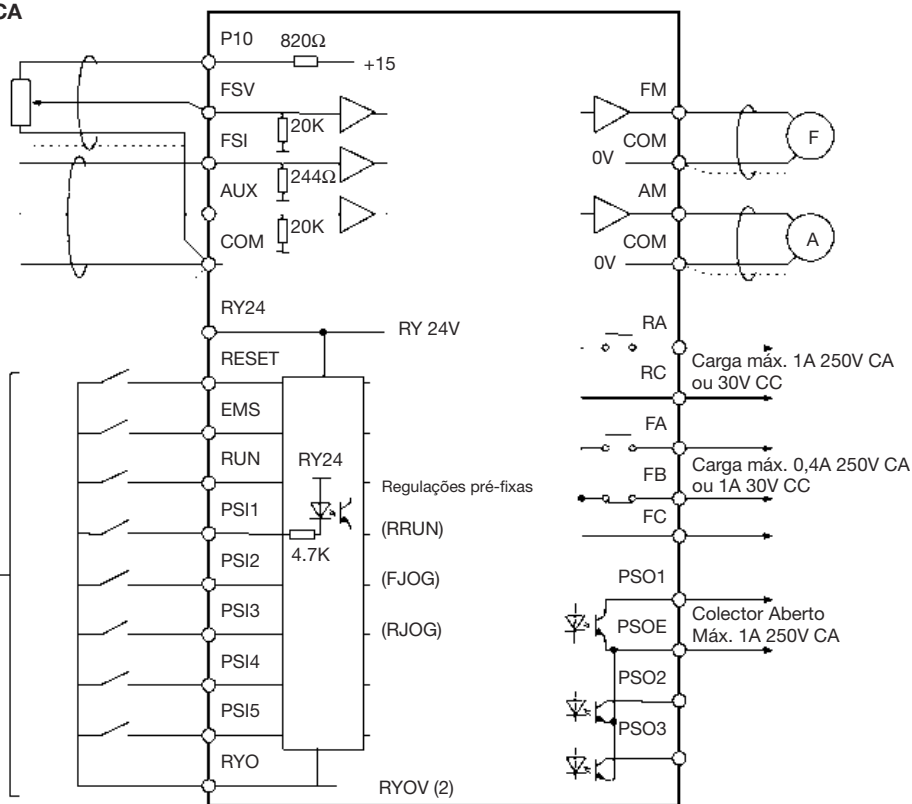 CA
P10
820Ω
+15
FSV
20K
FSI
244Ω
AUX
20K
COM
RY24
RY 24V
RESET
EMS
RUN
RY24
Regulações pré-fixas
PSI1
(RRUN)
4.7K
PSI2
(FJOG)
PSI3
(RJOG)
PSI4
PSI5
RYO
RYOV (2)
FM
F
COM
0V
AM
A
COM
0V
RA
Carga máx. 1A 250V CA
ou 30V CC
RC
FA
Carga máx. 0,4A 250V CA
ou 1A 30V CC
FB
FC
PSO1
Colector Aberto
Máx. 1A 250V CA
PSOE
PSO2
PSO3